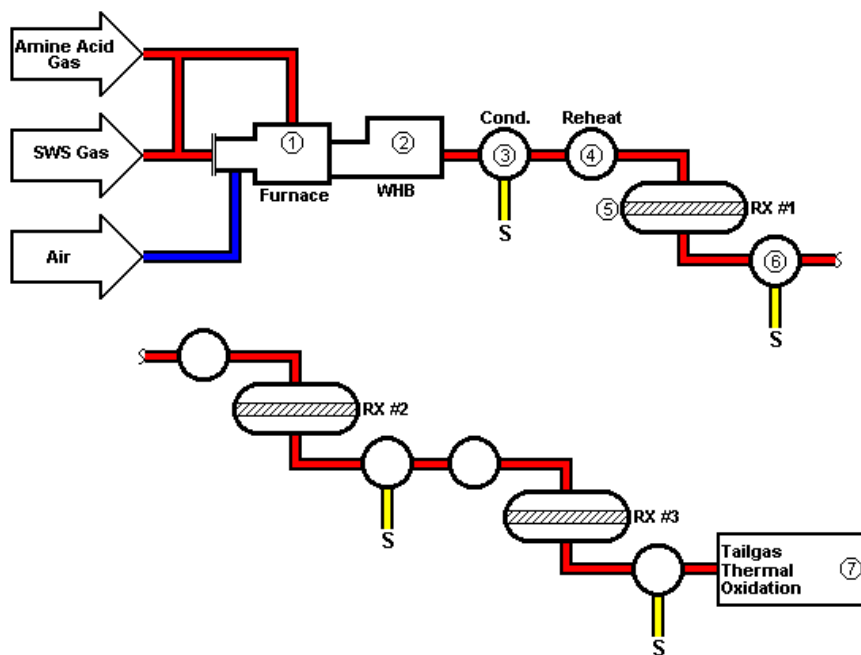 Amine Acid
Gas
SWS Gas
Air
1
Furnace
2
WHB
Cond.
3
S
Reheat
4
5
RX #1
6
S
RX #2
S
RX #3
S
Tailgas
Thermal
Oxidation
7